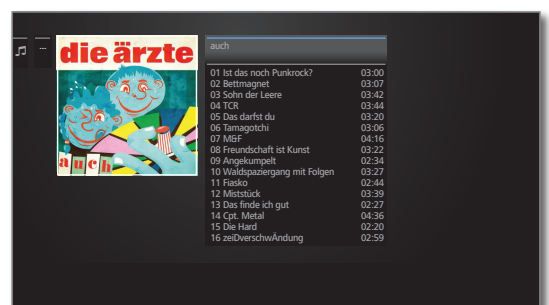 die ärzte
auch
auch
01 Ist das noch Punkrock? 03:00
02 Bettmagnet 03:07
03 Sohn der Leere 03:42
04 TCR 03:44
05 Das darfst du 03:20
06 Tamagotchi 03:06
07 M&F 04:16
08 Freundschaft ist Kunst 03:22
09 Angekumpelt 02:34
10 Waldspaziergang mit Folgen 03:27
11 Fiasko 02:44
12 Miststück 03:39
13 Das finde ich gut 02:27
14 Cpt. Metal 04:36
15 Die Hard 02:20
16 zeiDverschwÄndung 02:59